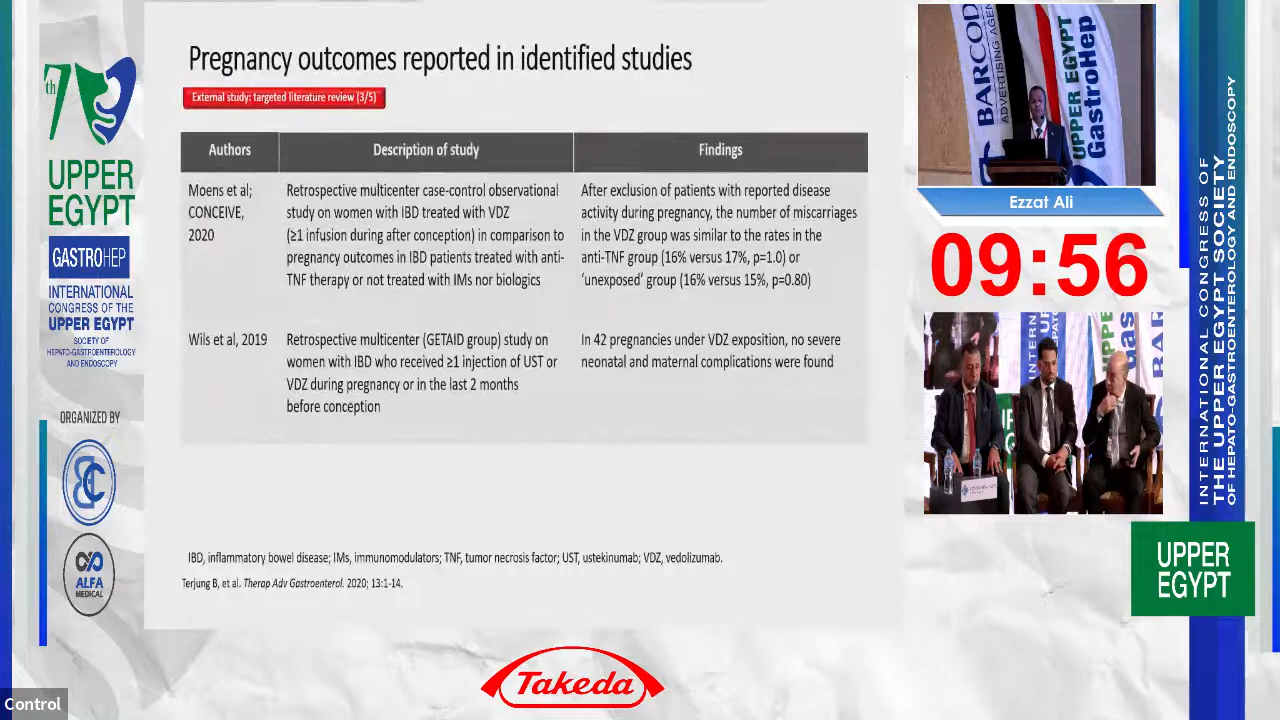 7th
UPPER
EGYPT
GASTROHEP
INTERNATIONAL
CONGRESS OF THE
UPPER EGYPT
SOCIETY OF
HEPATO-GASTROENTEROLOGY
AND ENDOSCOPY
ORGANIZED BY
ALFA
MEDICAL
Control
Pregnancy outcomes reported in identified studies
External study: targeted literature review (3/5)
Authors
Description of study
Findings
Moens et al;
CONCEIVE,
2020
Retrospective multicenter case-control observational
study on women with IBD treated with VDZ
(≥1 infusion during after conception) in comparison to
pregnancy outcomes in IBD patients treated with anti-
TNF therapy or not treated with IMs nor biologics
After exclusion of patients with reported disease
activity during pregnancy, the number of miscarriages
in the VDZ group was similar to the rates in the
anti-TNF group (16% versus 17%, p=1.0) or
‘unexposed’ group (16% versus 15%, p=0.80)
Wils et al, 2019
Retrospective multicenter (GETAID group) study on
women with IBD who received ≥1 injection of UST or
VDZ during pregnancy or in the last 2 months
before conception
In 42 pregnancies under VDZ exposition, no severe
neonatal and maternal complications were found
IBD, inflammatory bowel disease; IMs, immunomodulators; TNF, tumor necrosis factor; UST, ustekinumab; VDZ, vedolizumab.
Terjung B, et al. Therap Adv Gastroenterol. 2020; 13:1-14.
Takeda
BARCOD
ADVERTISING AGEN
UPPER EGYPT
GastroHep
Ezzat Ali
09:56
INTERNATIONAL CONGRESS OF
THE UPPER EGYPT SOCIETY
OF HEPATO-GASTROENTEROLOGY AND ENDOSCOPY
UPPER
EGYPT